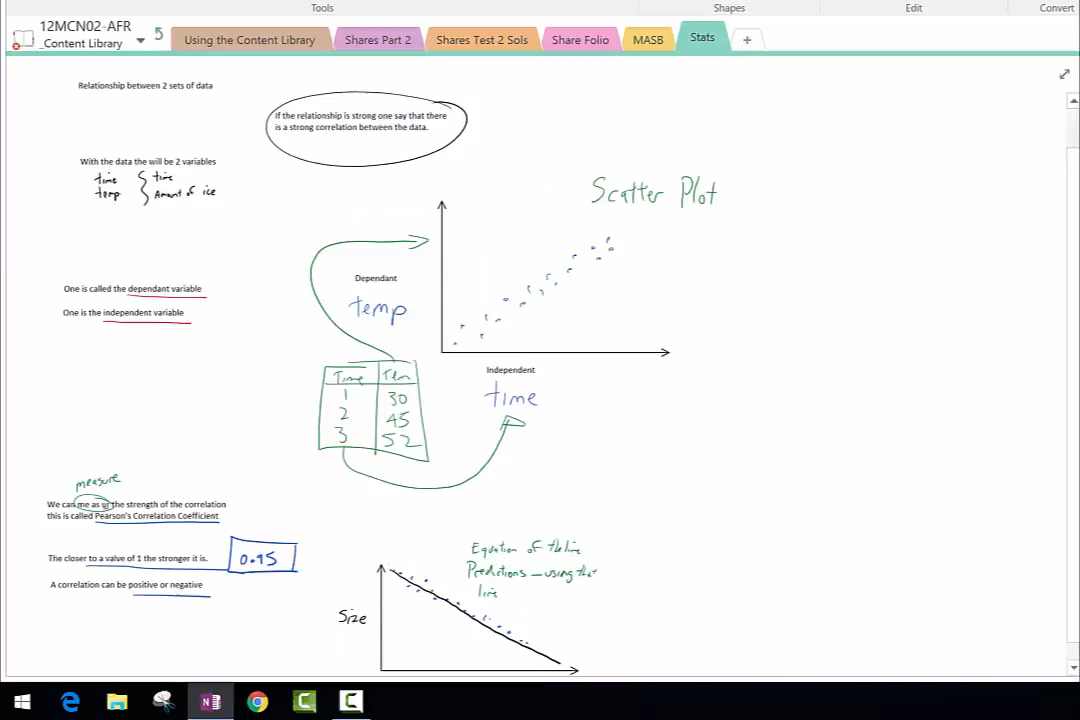 Tools
Shapes
Edit
Convert
12MCN02-AFR
_Content Library
Using the Content Library
Shares Part 2
Shares Test 2 Sols
Share Folio
MASB
Stats
+
Relationship between 2 sets of data
If the relationship is strong one say that there
is a strong correlation between the data.
With the data the will be 2 variables
time
temp
time
Amount of ice
Scatter Plot
One is called the dependant variable
One is the independent variable
Dependant
temp
Independent
time
Time Tem
1 30
2 45
3 52
measure
We can me as ur the strength of the correlation
this is called Pearson's Correlation Coefficient
The closer to a valve of 1 the stronger it is.
0.95
A correlation can be positive or negative
Equation of the line
Predictions — using that
line
Size